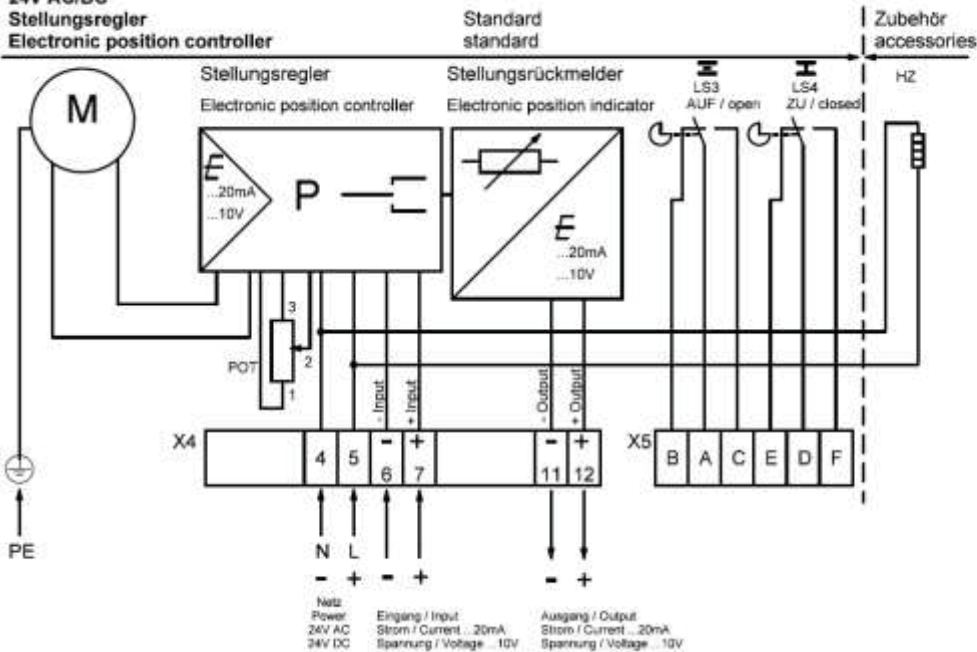 24V AC/DC
Stellungsregler
Electronic position controller
Standard
standard
Zubehör
accessories
Stellungsregler
Electronic position controller
Stellungsrückmelder
Electronic position indicator
LS3
AUF / open
LS4
ZU / closed
HZ
M
E
...20mA
...10V
P
E
...20mA
...10V
POT
3
2
1
- Input
+ Input
- Output
+ Output
X4
4
5
- 6
+ 7
- 11
+ 12
X5
B A C E D F
PE
N L
- + - + - +
Netz
Power
24V AC
24V DC
Eingang / Input
Strom / Current ...20mA
Spannung / Voltage ...10V
Ausgang / Output
Strom / Current ...20mA
Spannung / Voltage ...10V